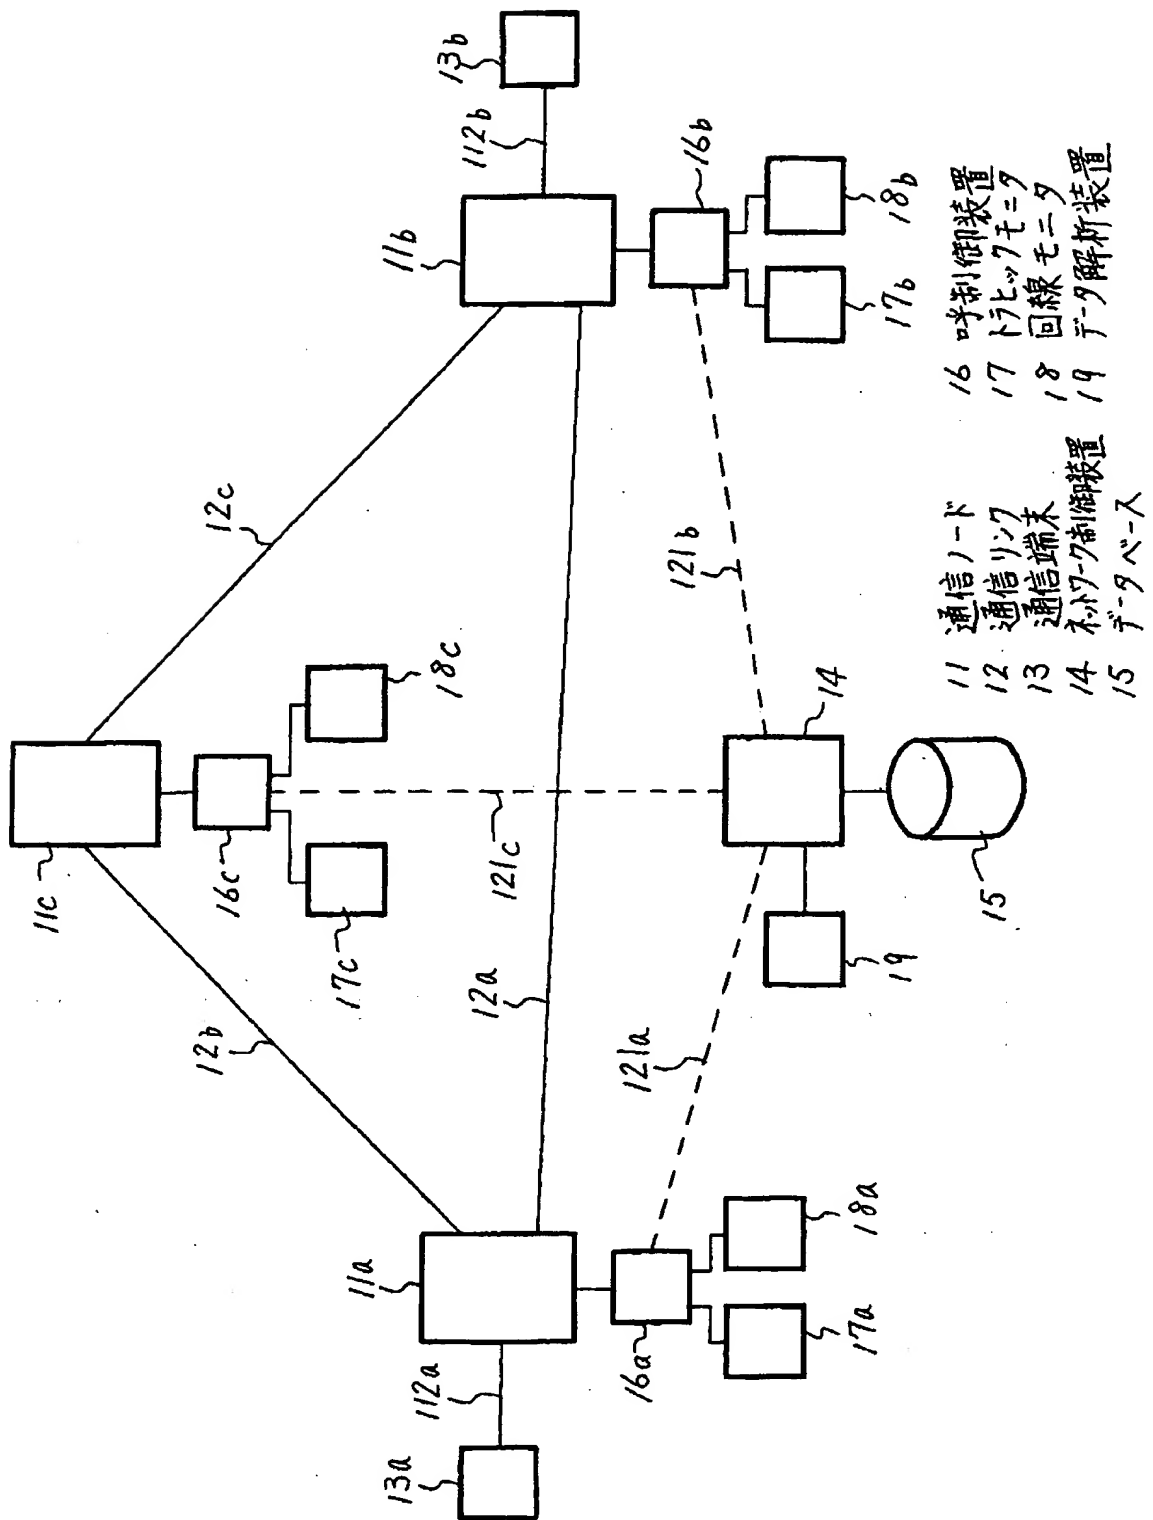 13b
112b
11b
16b
18b
17b
12c
121b
11c
16c
18c
17c
121c
12a
14
15
19
12b
121a
11a
16a
18a
17a
112a
13a
11 通信ノード
12 通信リンク
13 通信端末
14 ネットワーク制御装置
15 データベース
16 呼制御装置
17 トラヒックモニタ
18 回線モニタ
19 データ解析装置